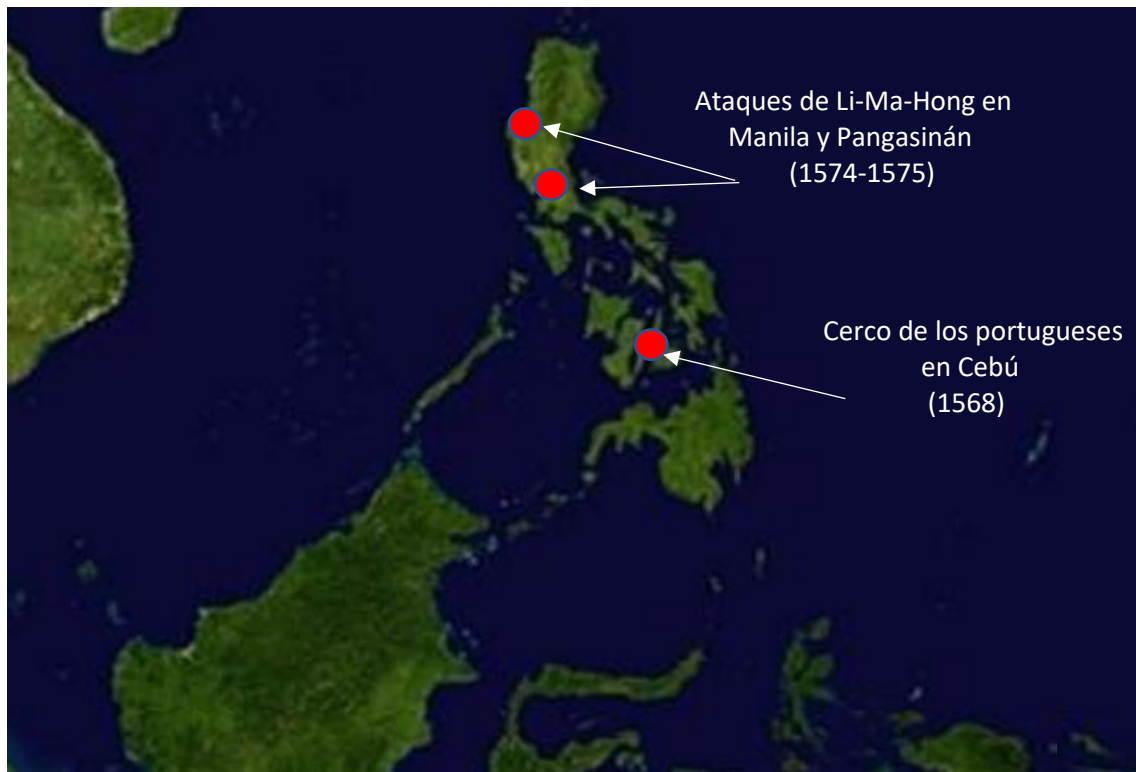 Ataques de Li-Ma-Hong en
Manila y Pangasinán
(1574-1575)
Cerco de los portugueses
en Cebú
(1568)